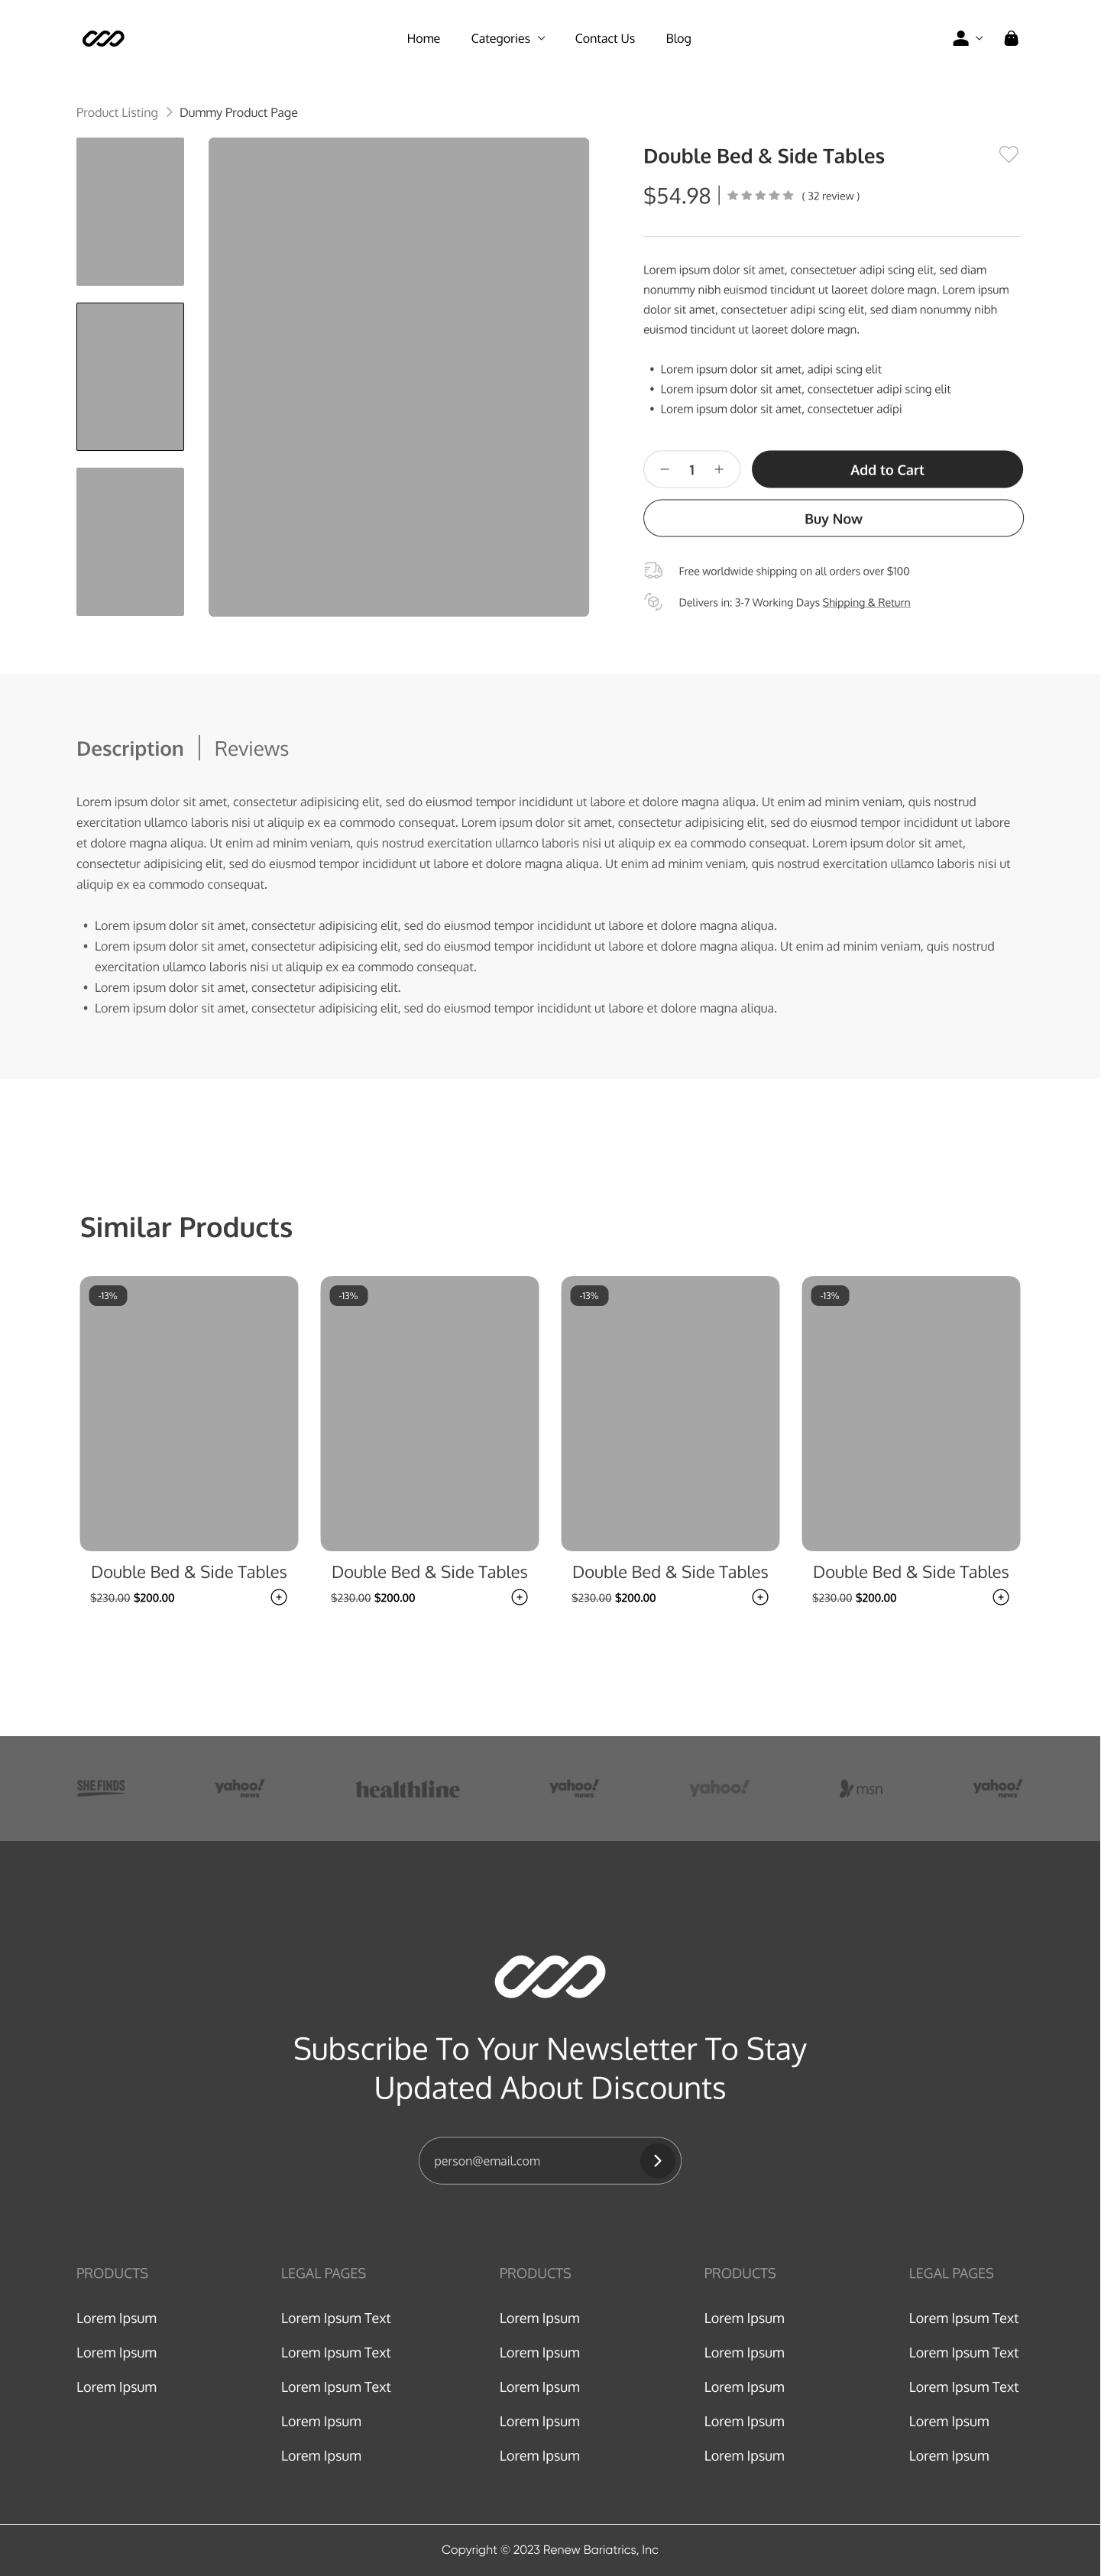 Home Categories Contact Us Blog
Product Listing Dummy Product Page
Double Bed & Side Tables
$54.98 ( 32 review )
Lorem ipsum dolor sit amet, consectetuer adipi scing elit, sed diam
nonummy nibh euismod tincidunt ut laoreet dolore magn. Lorem ipsum
dolor sit amet, consectetuer adipi scing elit, sed diam nonummy nibh
euismod tincidunt ut laoreet dolore magn.
• Lorem ipsum dolor sit amet, adipi scing elit
• Lorem ipsum dolor sit amet, consectetuer adipi scing elit
• Lorem ipsum dolor sit amet, consectetuer adipi
− 1 + Add to Cart
Buy Now
Free worldwide shipping on all orders over $100
Delivers in: 3-7 Working Days Shipping & Return
Description | Reviews
Lorem ipsum dolor sit amet, consectetur adipisicing elit, sed do eiusmod tempor incididunt ut labore et dolore magna aliqua. Ut enim ad minim veniam, quis nostrud
exercitation ullamco laboris nisi ut aliquip ex ea commodo consequat. Lorem ipsum dolor sit amet, consectetur adipisicing elit, sed do eiusmod tempor incididunt ut labore
et dolore magna aliqua. Ut enim ad minim veniam, quis nostrud exercitation ullamco laboris nisi ut aliquip ex ea commodo consequat. Lorem ipsum dolor sit amet,
consectetur adipisicing elit, sed do eiusmod tempor incididunt ut labore et dolore magna aliqua. Ut enim ad minim veniam, quis nostrud exercitation ullamco laboris nisi ut
aliquip ex ea commodo consequat.
• Lorem ipsum dolor sit amet, consectetur adipisicing elit, sed do eiusmod tempor incididunt ut labore et dolore magna aliqua.
• Lorem ipsum dolor sit amet, consectetur adipisicing elit, sed do eiusmod tempor incididunt ut labore et dolore magna aliqua. Ut enim ad minim veniam, quis nostrud
exercitation ullamco laboris nisi ut aliquip ex ea commodo consequat.
• Lorem ipsum dolor sit amet, consectetur adipisicing elit.
• Lorem ipsum dolor sit amet, consectetur adipisicing elit, sed do eiusmod tempor incididunt ut labore et dolore magna aliqua.
Similar Products
-13% -13% -13% -13%
Double Bed & Side Tables Double Bed & Side Tables Double Bed & Side Tables Double Bed & Side Tables
$230.00 $200.00 $230.00 $200.00 $230.00 $200.00 $230.00 $200.00
SHEFINDS yahoo! news healthline yahoo! news yahoo! msn yahoo! news
Subscribe To Your Newsletter To Stay
Updated About Discounts
person@email.com
PRODUCTS LEGAL PAGES PRODUCTS PRODUCTS LEGAL PAGES
Lorem Ipsum Lorem Ipsum Text Lorem Ipsum Lorem Ipsum Lorem Ipsum Text
Lorem Ipsum Lorem Ipsum Text Lorem Ipsum Lorem Ipsum Lorem Ipsum Text
Lorem Ipsum Lorem Ipsum Text Lorem Ipsum Lorem Ipsum Lorem Ipsum Text
Lorem Ipsum Lorem Ipsum Lorem Ipsum Lorem Ipsum
Lorem Ipsum Lorem Ipsum Lorem Ipsum Lorem Ipsum
Copyright © 2023 Renew Bariatrics, Inc